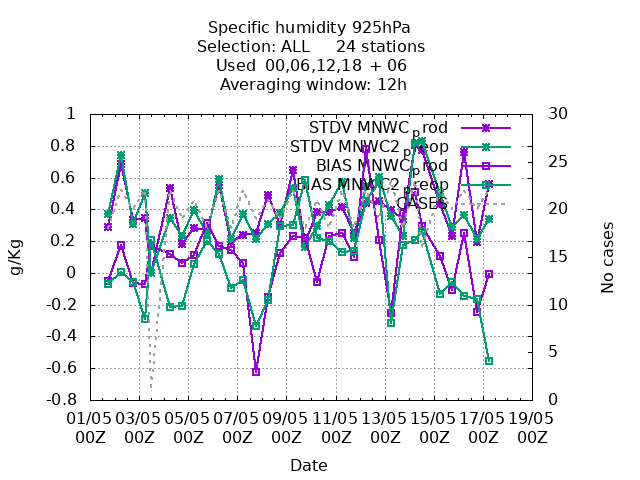 Specific humidity 925hPa
Selection: ALL 24 stations
Used 00,06,12,18 + 06
Averaging window: 12h
STDV MNWC_prod
STDV MNWC2_preop
BIAS MNWC_prod
BIAS MNWC2_preop
CASES
1
0.8
0.6
0.4
0.2
0
-0.2
-0.4
-0.6
-0.8
g/Kg
30
25
20
15
10
5
0
No cases
01/05 03/05 05/05 07/05 09/05 11/05 13/05 15/05 17/05 19/05
00Z 00Z 00Z 00Z 00Z 00Z 00Z 00Z 00Z 00Z
Date